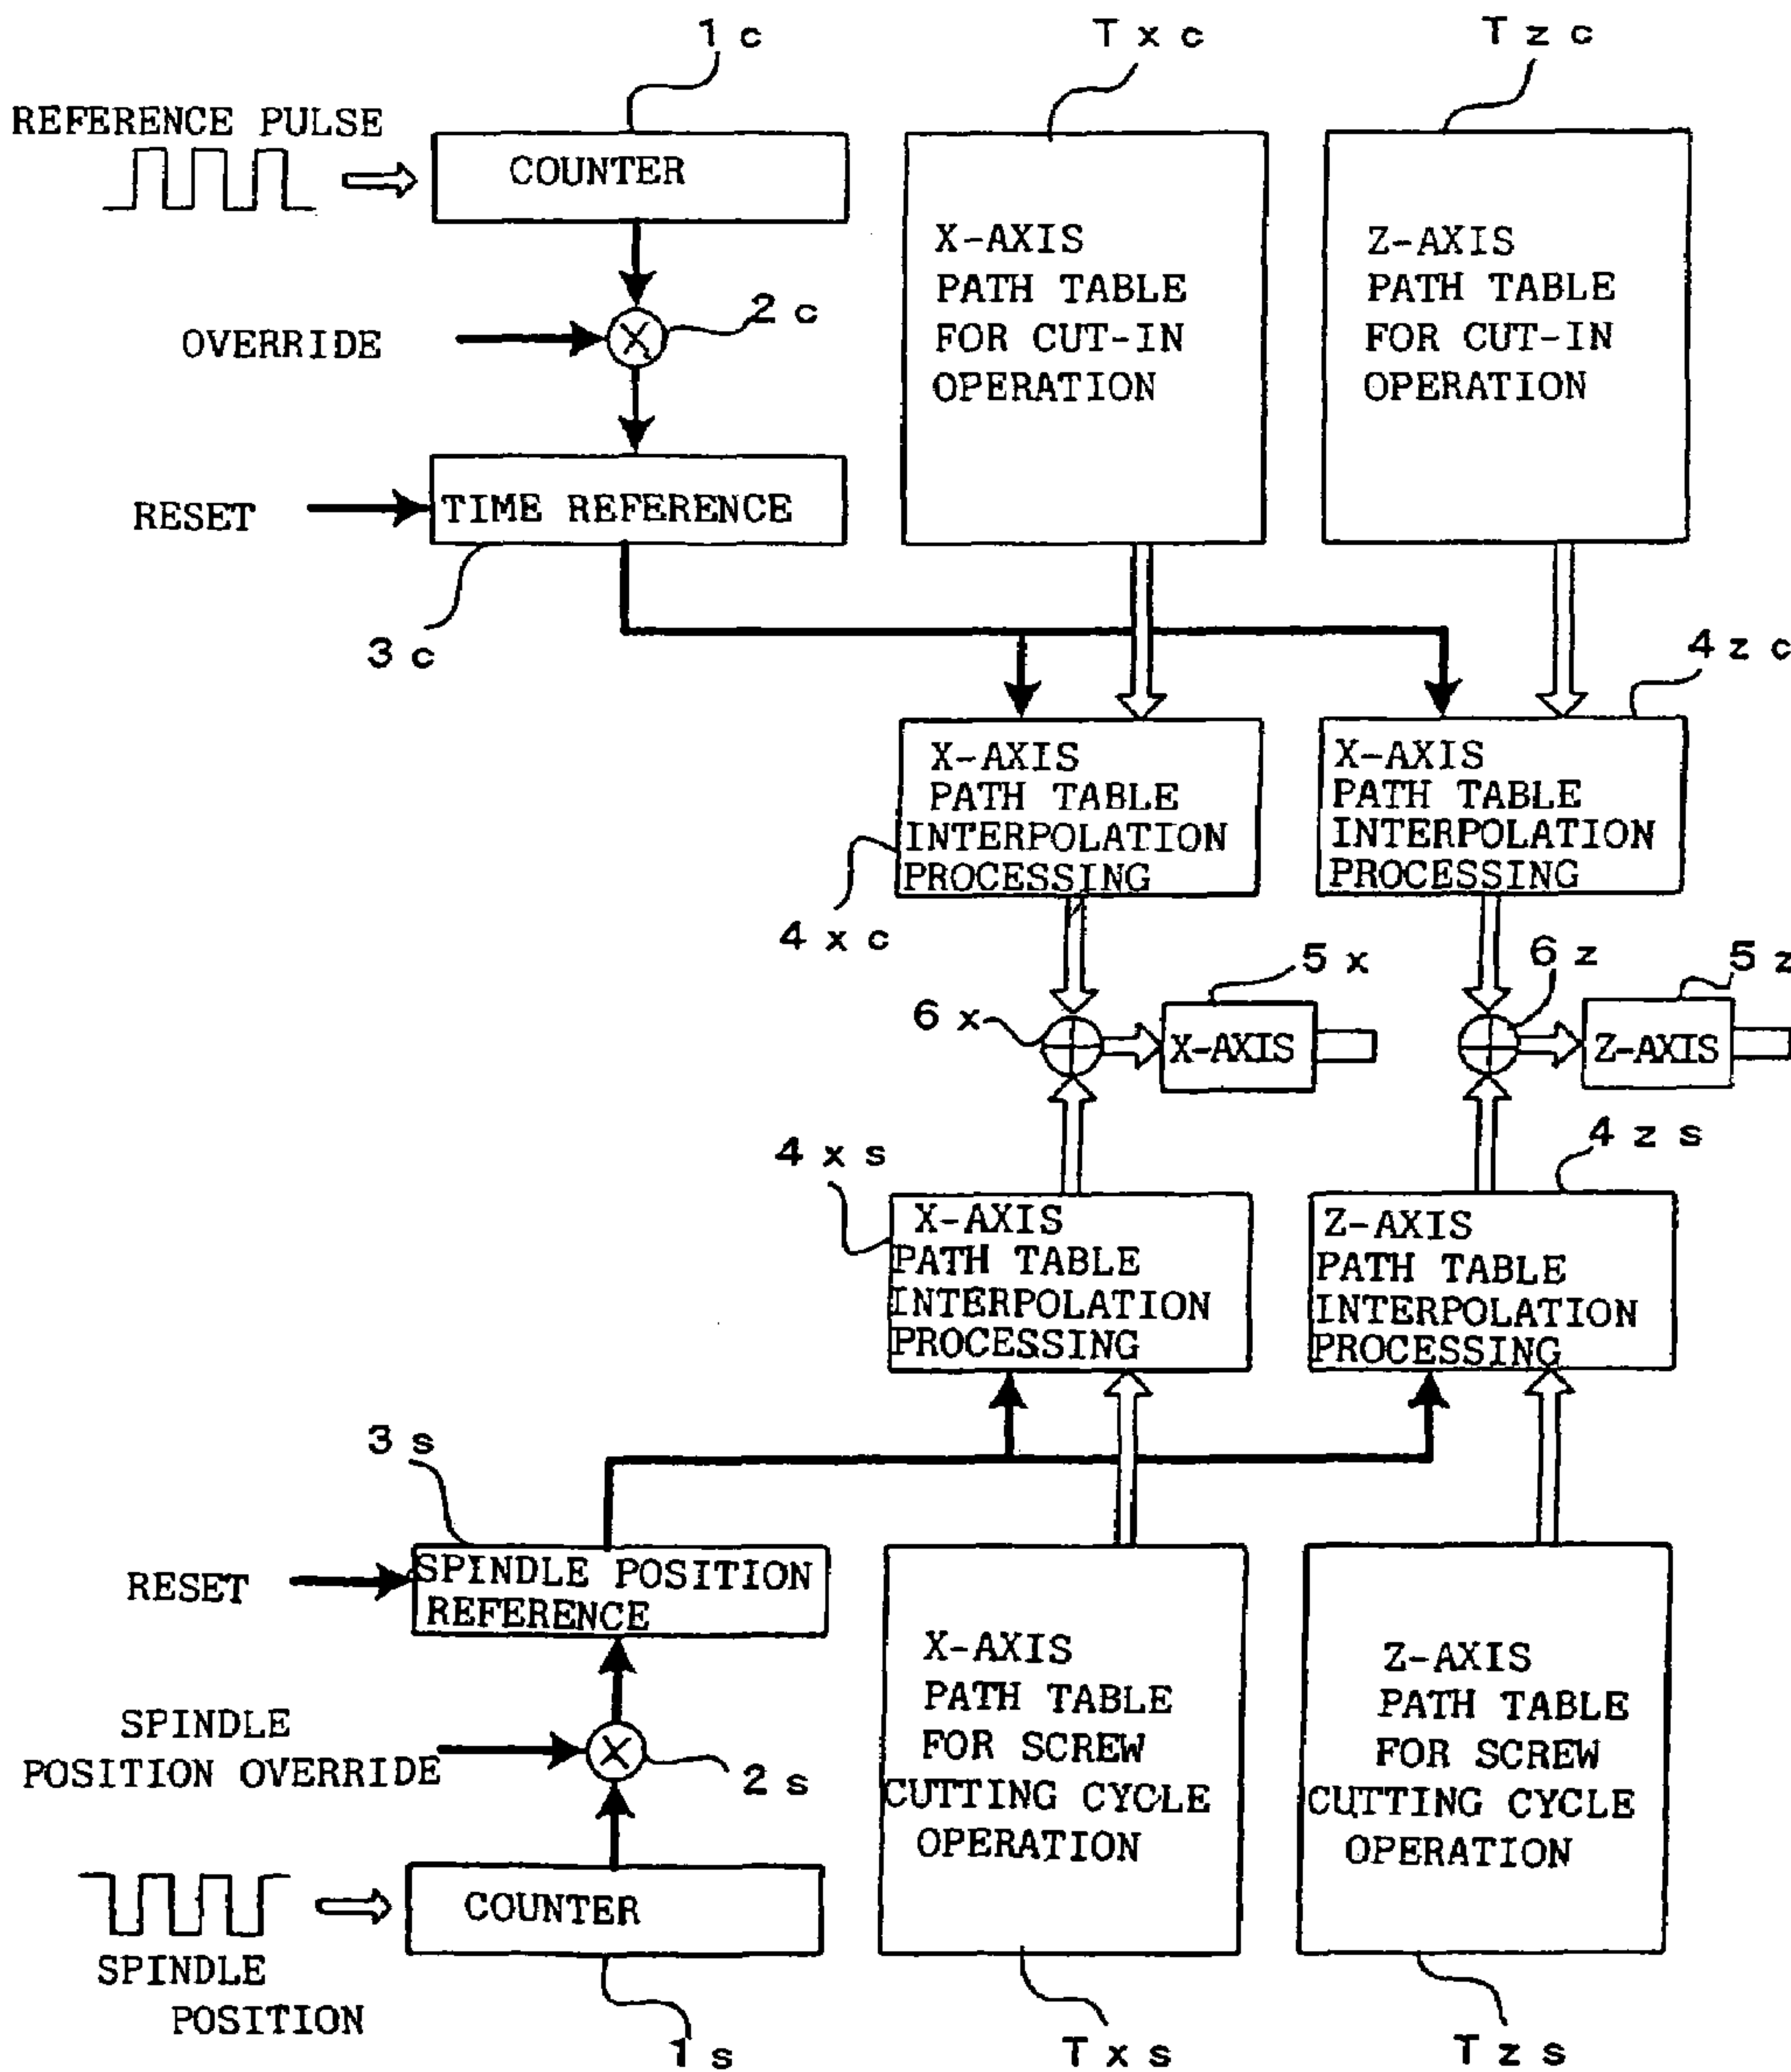 1c
Txc
Tzc
REFERENCE PULSE
COUNTER
X-AXIS
PATH TABLE
FOR CUT-IN
OPERATION
Z-AXIS
PATH TABLE
FOR CUT-IN
OPERATION
2c
OVERRIDE
RESET
TIME REFERENCE
3c
4zc
X-AXIS
PATH TABLE
INTERPOLATION
PROCESSING
X-AXIS
PATH TABLE
INTERPOLATION
PROCESSING
4xc
5x
6z
5z
6x
X-AXIS
Z-AXIS
4xs
4zs
X-AXIS
PATH TABLE
INTERPOLATION
PROCESSING
Z-AXIS
PATH TABLE
INTERPOLATION
PROCESSING
3s
RESET
SPINDLE POSITION
REFERENCE
X-AXIS
PATH TABLE
FOR SCREW
CUTTING CYCLE
OPERATION
Z-AXIS
PATH TABLE
FOR SCREW
CUTTING CYCLE
OPERATION
SPINDLE
POSITION OVERRIDE
2s
COUNTER
SPINDLE
POSITION
1s
Txs
Tzs